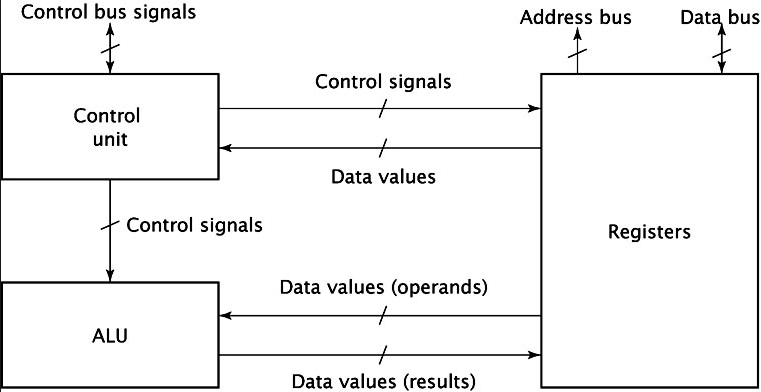 Control bus signals
Address bus
Data bus
Control signals
Control
unit
Data values
Control signals
Registers
Data values (operands)
ALU
Data values (results)